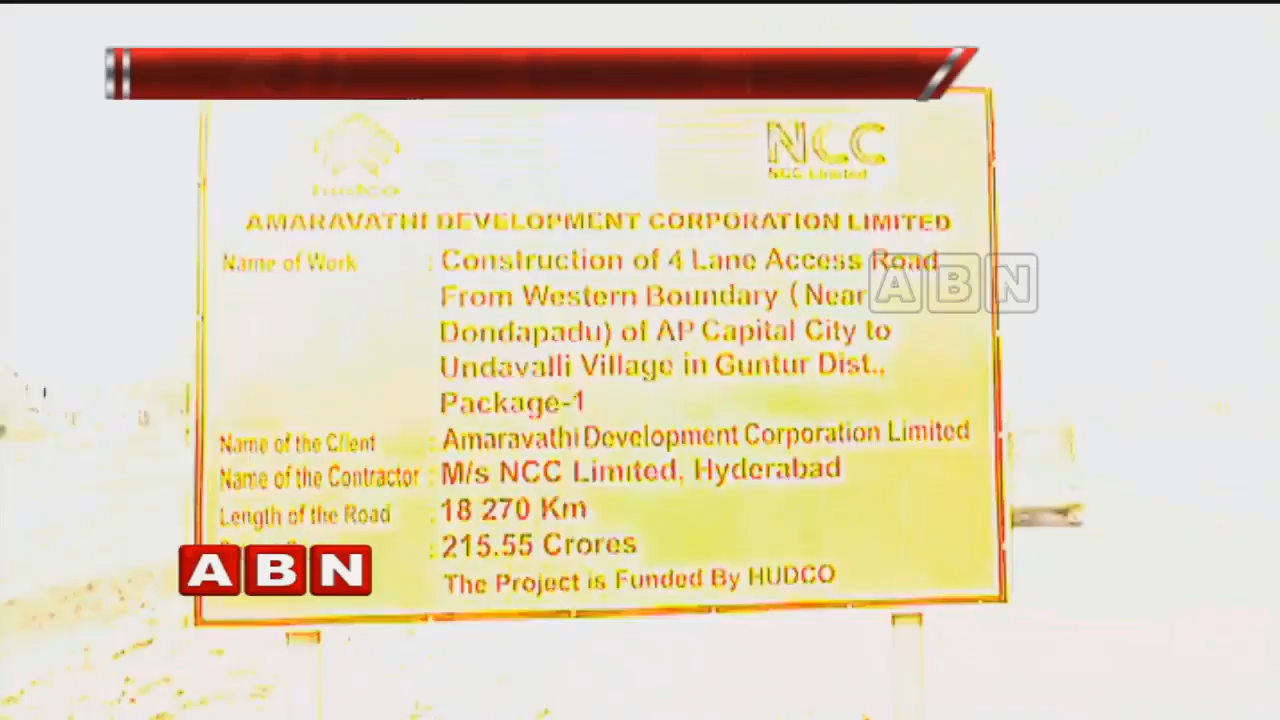 hudco
NCC
NCC Limited
AMARAVATHI DEVELOPMENT CORPORATION LIMITED
Name of Work : Construction of 4 Lane Access Road
From Western Boundary ( Near
Dondapadu) of AP Capital City to
Undavalli Village in Guntur Dist.,
Package-1
Name of the Client : Amaravathi Development Corporation Limited
Name of the Contractor : M/s NCC Limited, Hyderabad
Length of the Road : 18 270 Km
: 215.55 Crores
The Project is Funded By HUDCO
ABN
ABN